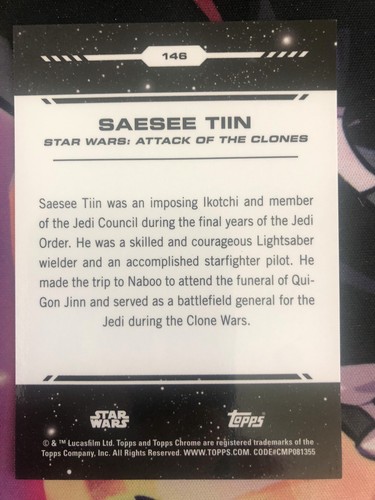 146
SAESEE TIIN
STAR WARS: ATTACK OF THE CLONES
Saesee Tiin was an imposing Ikotchi and member
of the Jedi Council during the final years of the Jedi
Order. He was a skilled and courageous Lightsaber
wielder and an accomplished starfighter pilot. He
made the trip to Naboo to attend the funeral of Qui-
Gon Jinn and served as a battlefield general for the
Jedi during the Clone Wars.
STAR WARS topps
© & ™ Lucasfilm Ltd. Topps and Topps Chrome are registered trademarks of the
Topps Company, Inc. All Rights Reserved. WWW.TOPPS.COM. CODE#CMP081355